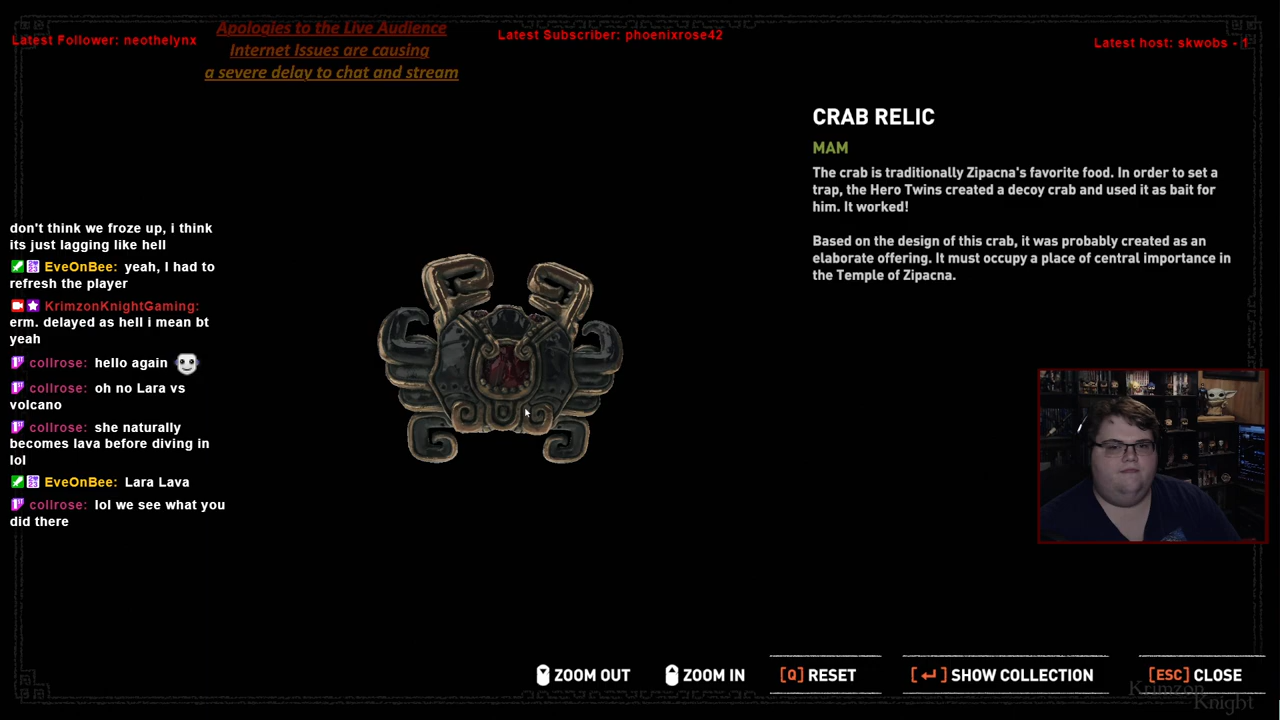 Apologies to the Live Audience
Internet Issues are causing
a severe delay to chat and stream
Latest Follower: neothelynx
Latest Subscriber: phoenixrose42
Latest host: skwobs - 1
CRAB RELIC
MAM
The crab is traditionally Zipacna's favorite food. In order to set a
trap, the Hero Twins created a decoy crab and used it as bait for
him. It worked!
Based on the design of this crab, it was probably created as an
elaborate offering. It must occupy a place of central importance in
the Temple of Zipacna.
don't think we froze up, i think
its just lagging like hell
EveOnBee: yeah, I had to
refresh the player
KrimzonKnightGaming:
erm. delayed as hell i mean bt
yeah
collrose: hello again
collrose: oh no Lara vs
volcano
collrose: she naturally
becomes lava before diving in
lol
EveOnBee: Lara Lava
collrose: lol we see what you
did there
ZOOM OUT
ZOOM IN
[Q] RESET
[↵] SHOW COLLECTION
[ESC] CLOSE
Krimzon
Knight